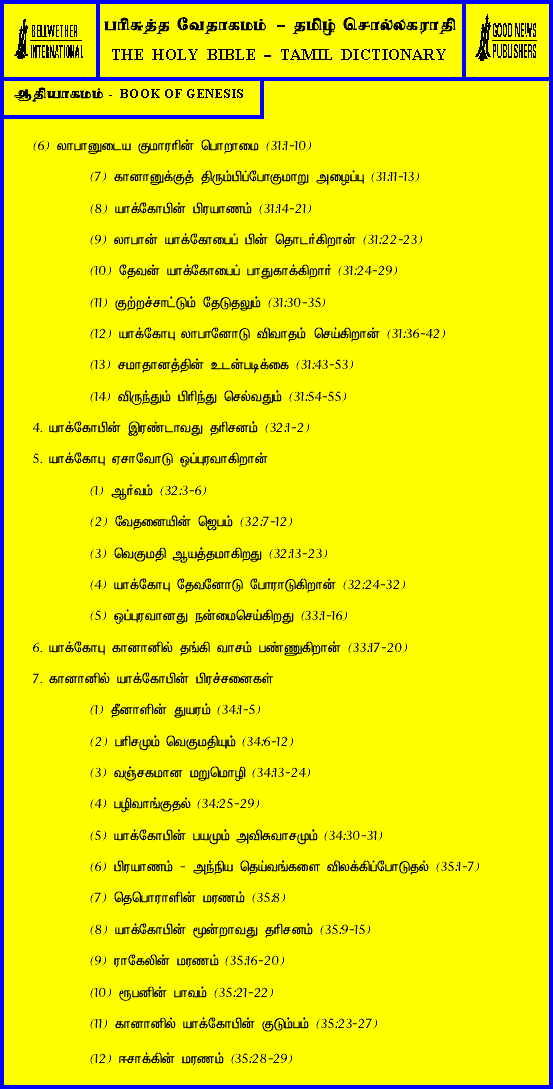 BELLWETHER INTERNATIONAL
பரிசுத்த வேதாகமம் – தமிழ் சொல்லகராதி
THE HOLY BIBLE – TAMIL DICTIONARY
GOOD NEWS PUBLISHERS
ஆதியாகமம் - BOOK OF GENESIS
(6) லாபானுடைய குமாரரின் பொறாமை (31:1-10)
(7) கானானுக்குத் திரும்பிப்போகுமாறு அழைப்பு (31:11-13)
(8) யாக்கோபின் பிரயாணம் (31:14-21)
(9) லாபான் யாக்கோபைப் பின் தொடர்கிறான் (31:22-23)
(10) தேவன் யாக்கோபைப் பாதுகாக்கிறார் (31:24-29)
(11) குற்றச்சாட்டும் தேடுதலும் (31:30-35)
(12) யாக்கோபு லாபானோடு விவாதம் செய்கிறான் (31:36-42)
(13) சமாதானத்தின் உடன்படிக்கை (31:43-53)
(14) விருந்தும் பிரிந்து செல்வதும் (31:54-55)
4. யாக்கோபின் இரண்டாவது தரிசனம் (32:1-2)
5. யாக்கோபு ஏசாவோடு ஒப்புரவாகிறான்
(1) ஆர்வம் (32:3-6)
(2) வேதனையின் ஜெபம் (32:7-12)
(3) வெகுமதி ஆயத்தமாகிறது (32:13-23)
(4) யாக்கோபு தேவனோடு போராடுகிறான் (32:24-32)
(5) ஒப்புரவானது நன்மைசெய்கிறது (33:1-16)
6. யாக்கோபு கானானில் தங்கி வாசம் பண்ணுகிறான் (33:17-20)
7. கானானில் யாக்கோபின் பிரச்சனைகள்
(1) தீனாளின் துயரம் (34:1-5)
(2) பரிசமும் வெகுமதியும் (34:6-12)
(3) வஞ்சகமான மறுமொழி (34:13-24)
(4) பழிவாங்குதல் (34:25-29)
(5) யாக்கோபின் பயமும் அவிசுவாசமும் (34:30-31)
(6) பிரயாணம் - அந்நிய தெய்வங்களை விலக்கிப்போடுதல் (35:1-7)
(7) தெபொராளின் மரணம் (35:8)
(8) யாக்கோபின் மூன்றாவது தரிசனம் (35:9-15)
(9) ராகேலின் மரணம் (35:16-20)
(10) ரூபனின் பாவம் (35:21-22)
(11) கானானில் யாக்கோபின் குடும்பம் (35:23-27)
(12) ஈசாக்கின் மரணம் (35:28-29)